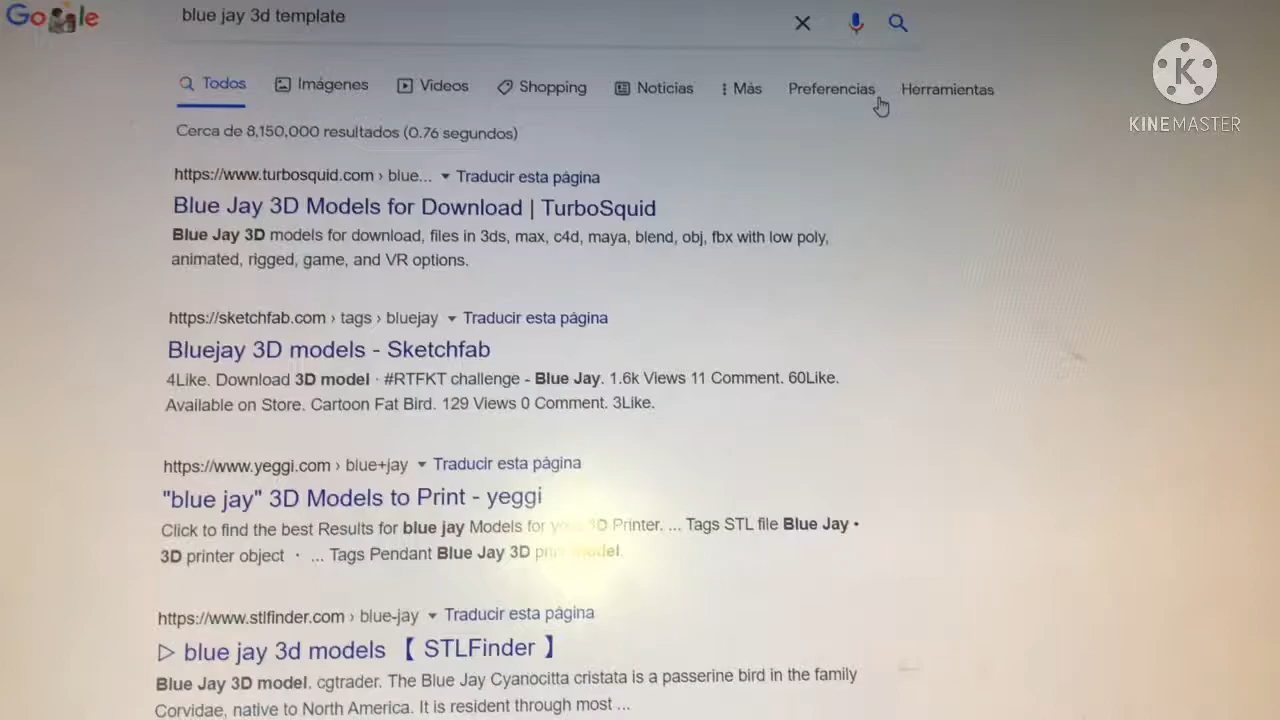 Google
blue jay 3d template
Todos Imágenes Videos Shopping Noticias Más Preferencias Herramientas
KINEMASTER
Cerca de 8,150,000 resultados (0.76 segundos)
https://www.turbosquid.com › blue... Traducir esta página
Blue Jay 3D Models for Download | TurboSquid
Blue Jay 3D models for download, files in 3ds, max, c4d, maya, blend, obj, fbx with low poly,
animated, rigged, game, and VR options.
https://sketchfab.com › tags › bluejay Traducir esta página
Bluejay 3D models - Sketchfab
4Like. Download 3D model · #RTFKT challenge - Blue Jay. 1.6k Views 11 Comment. 60Like.
Available on Store. Cartoon Fat Bird. 129 Views 0 Comment. 3Like.
https://www.yeggi.com › blue+jay Traducir esta página
"blue jay" 3D Models to Print - yeggi
Click to find the best Results for blue jay Models for your 3D Printer. ... Tags STL file Blue Jay •
3D printer object · ... Tags Pendant Blue Jay 3D print model.
https://www.stlfinder.com › blue-jay Traducir esta página
▷ blue jay 3d models 【 STLFinder 】
Blue Jay 3D model. cgtrader. The Blue Jay Cyanocitta cristata is a passerine bird in the family
Corvidae, native to North America. It is resident through most ...